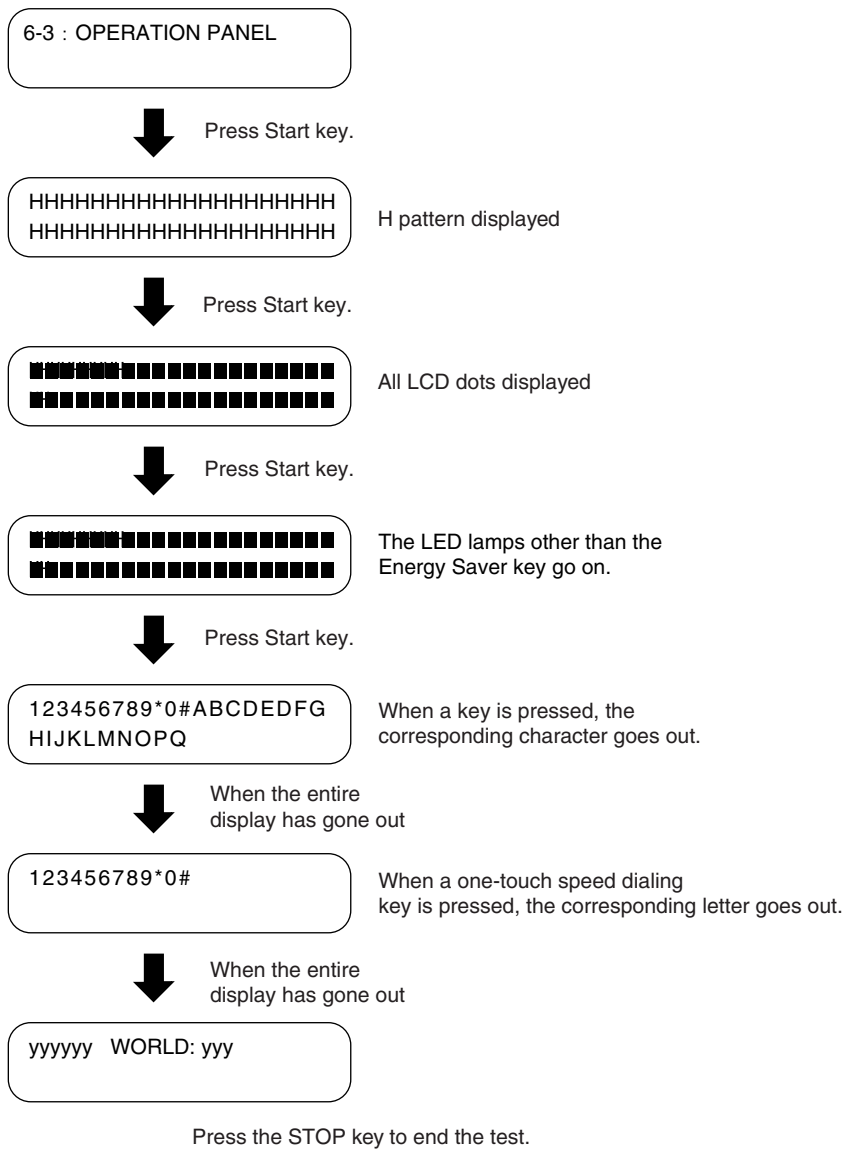 6-3 : OPERATION PANEL
Press Start key.
HHHHHHHHHHHHHHHHHHHH
HHHHHHHHHHHHHHHHHHHH
H pattern displayed
Press Start key.
All LCD dots displayed
Press Start key.
The LED lamps other than the
Energy Saver key go on.
Press Start key.
123456789*0#ABCDEDFG
HIJKLMNOPQ
When a key is pressed, the
corresponding character goes out.
When the entire
display has gone out
123456789*0#
When a one-touch speed dialing
key is pressed, the corresponding letter goes out.
When the entire
display has gone out
yyyyyy WORLD: yyy
Press the STOP key to end the test.